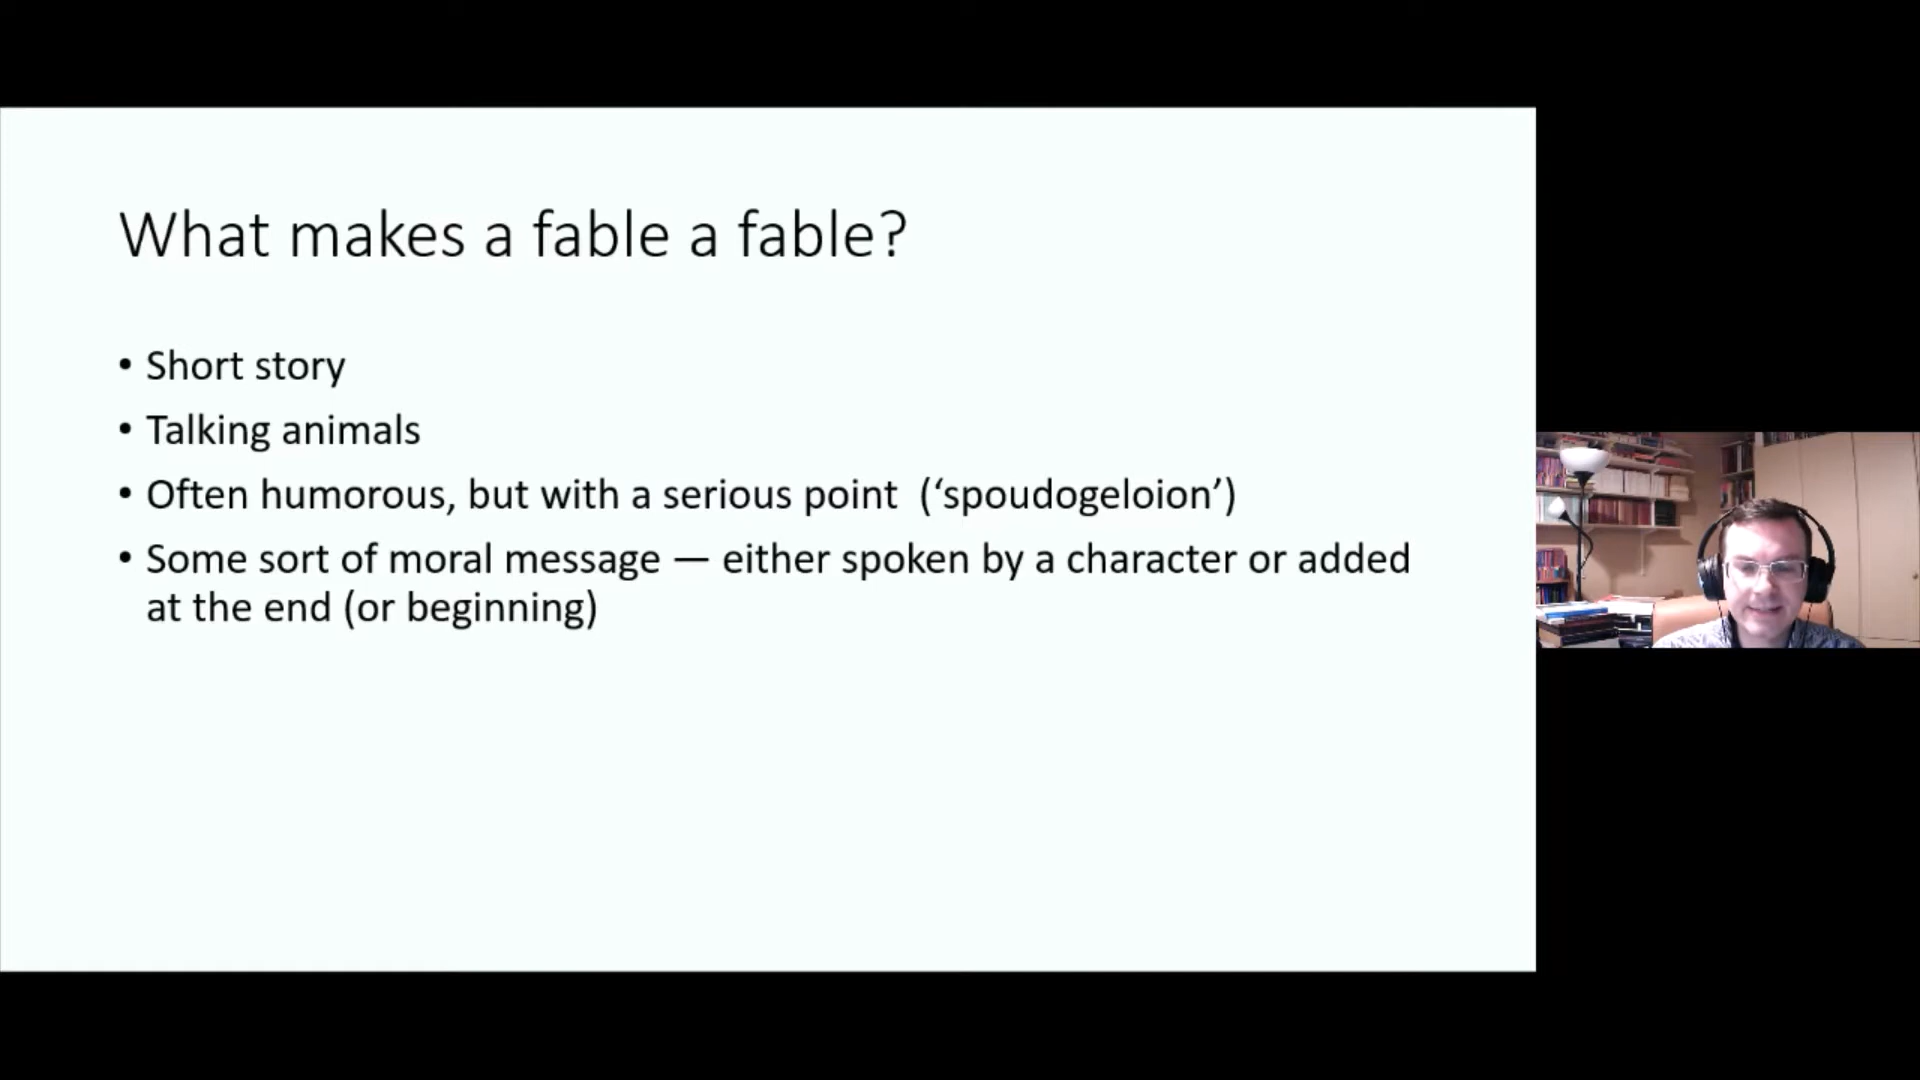 What makes a fable a fable?
• Short story
• Talking animals
• Often humorous, but with a serious point  (‘spoudogeloion’)
• Some sort of moral message — either spoken by a character or added
at the end (or beginning)